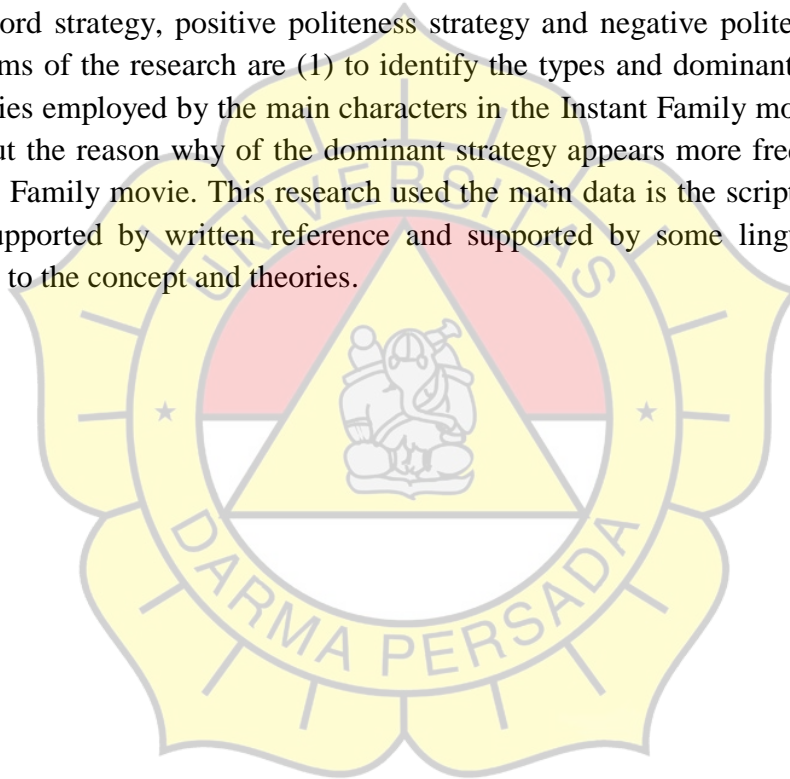 ord strategy, positive politeness strategy and negative polite
ms of the research are (1) to identify the types and dominant
ies employed by the main characters in the Instant Family mo
ut the reason why of the dominant strategy appears more free
Family movie. This research used the main data is the script
upported by written reference and supported by some lingu
to the concept and theories.
UNIVERSITAS
DARMA PERSADA